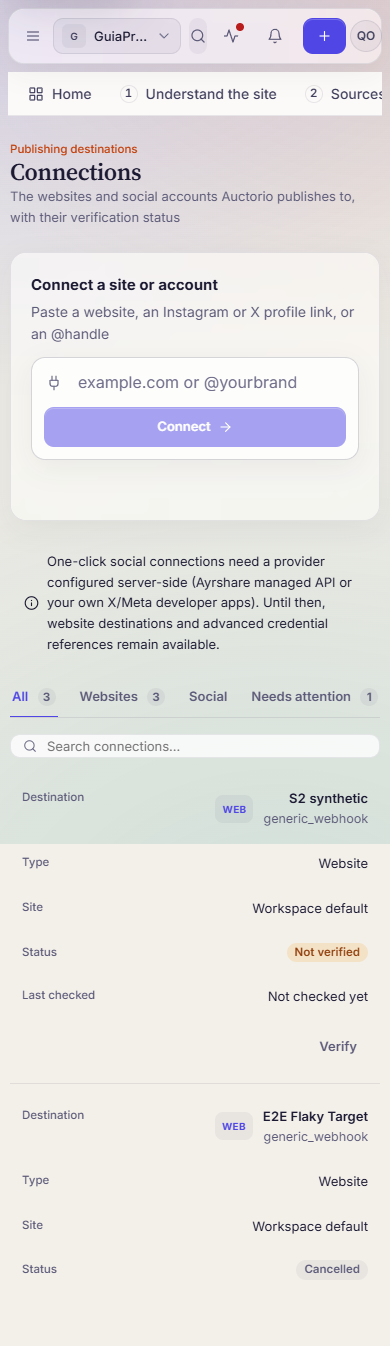 G GuiaPr... QO
Home 1 Understand the site 2 Sources
Publishing destinations
Connections
The websites and social accounts Auctorio publishes to,
with their verification status
Connect a site or account
Paste a website, an Instagram or X profile link, or
an @handle
example.com or @yourbrand
Connect →
One-click social connections need a provider
configured server-side (Ayrshare managed API or
your own X/Meta developer apps). Until then,
website destinations and advanced credential
references remain available.
All 3 Websites 3 Social Needs attention 1
Search connections...
Destination WEB S2 synthetic
generic_webhook
Type Website
Site Workspace default
Status Not verified
Last checked Not checked yet
Verify
Destination WEB E2E Flaky Target
generic_webhook
Type Website
Site Workspace default
Status Cancelled